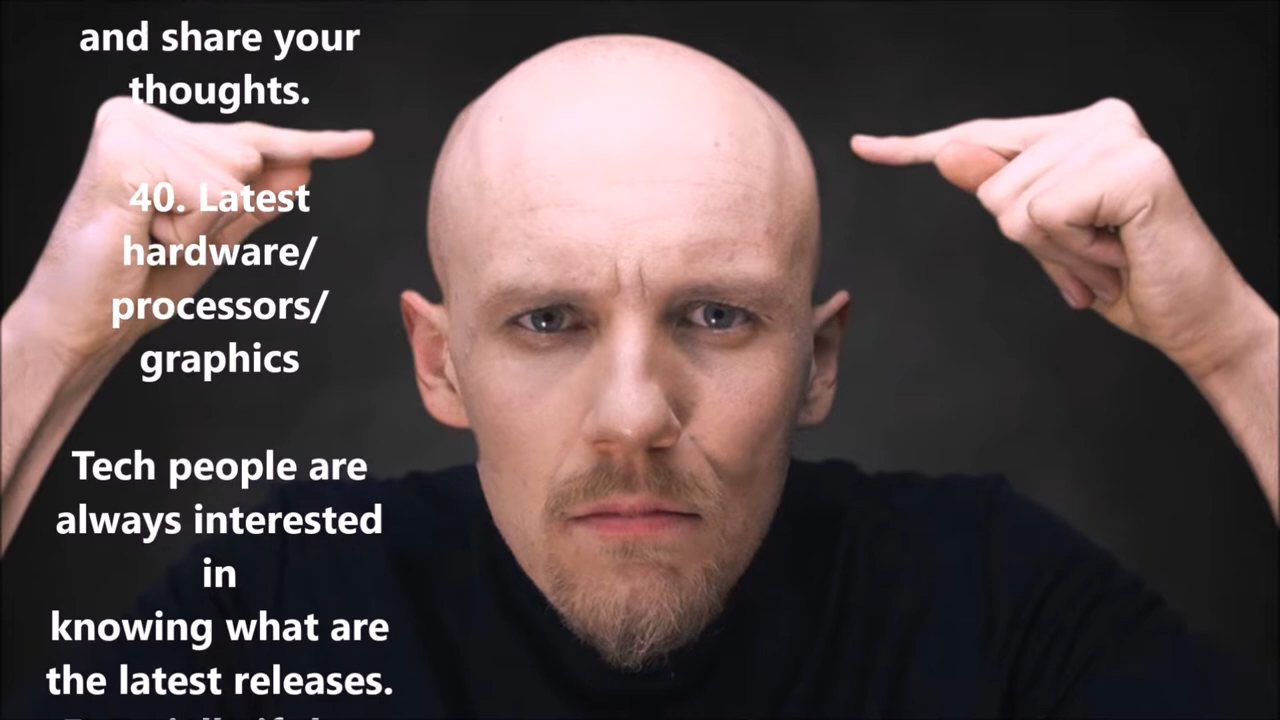 and share your
thoughts.
40. Latest
hardware/
processors/
graphics
Tech people are
always interested
in
knowing what are
the latest releases.